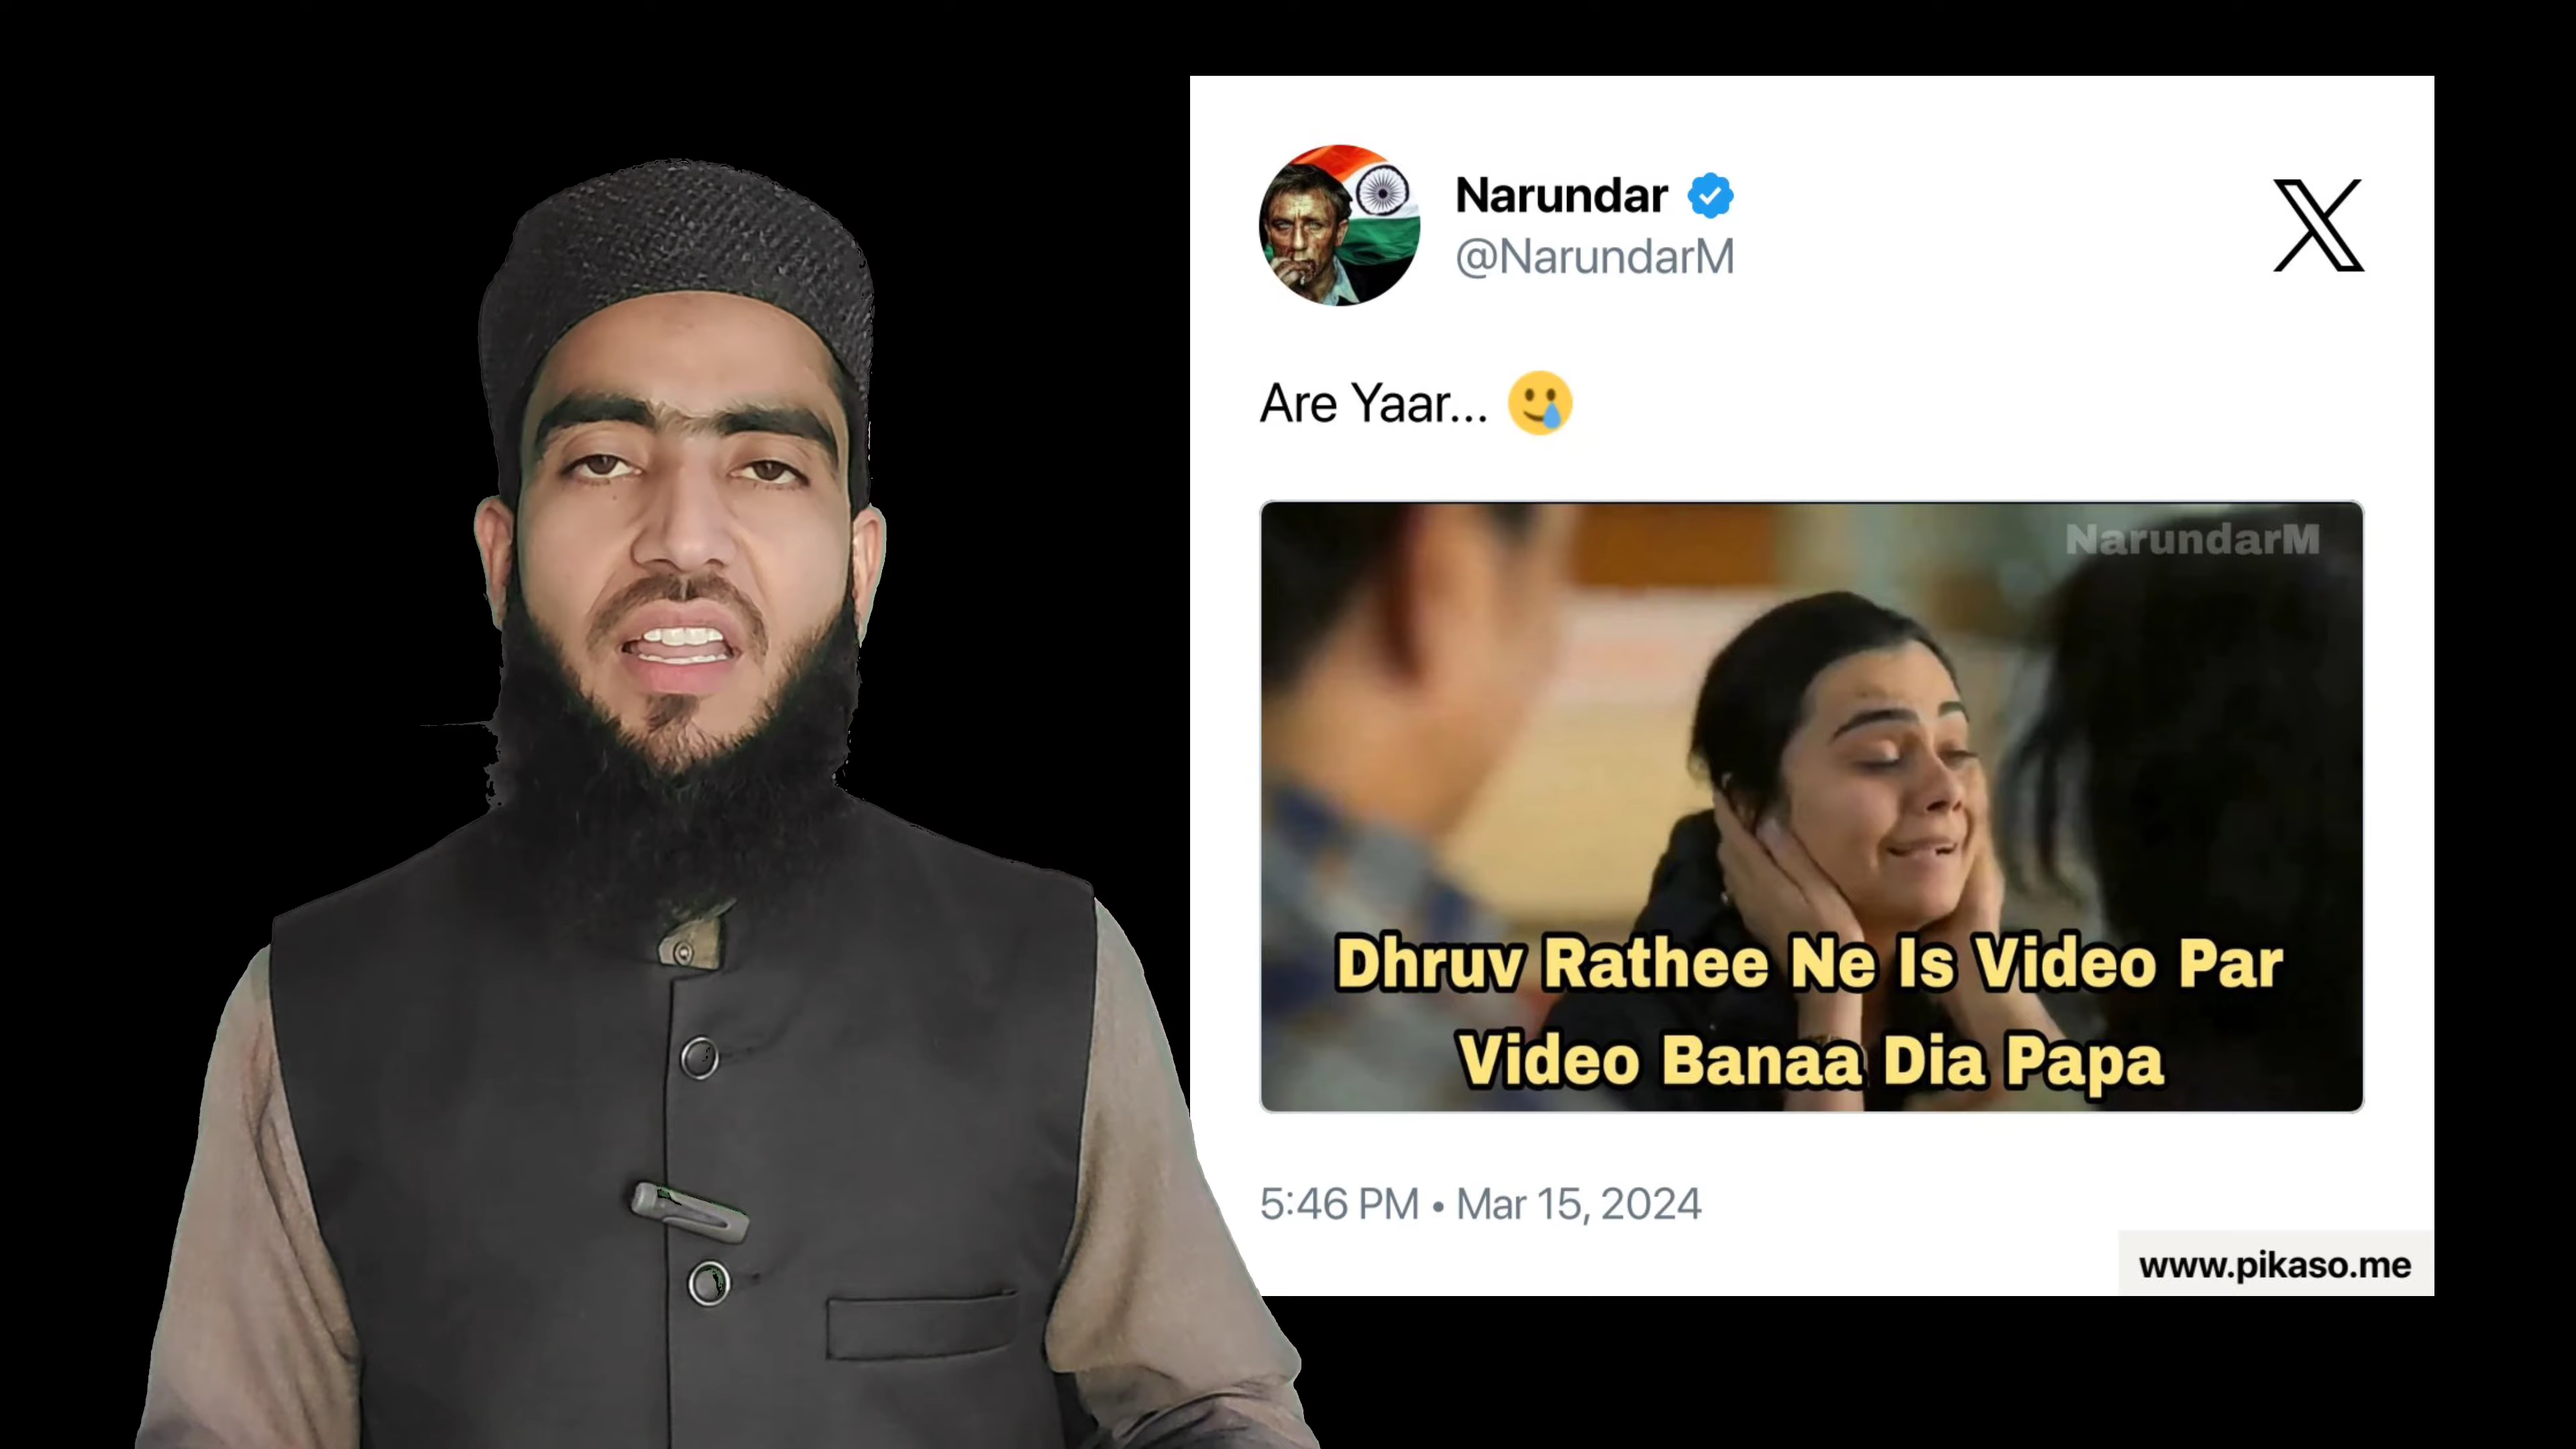 Narundar
@NarundarM
Are Yaar...
NarundarM
Dhruv Rathee Ne Is Video Par
Video Banaa Dia Papa
5:46 PM • Mar 15, 2024
www.pikaso.me